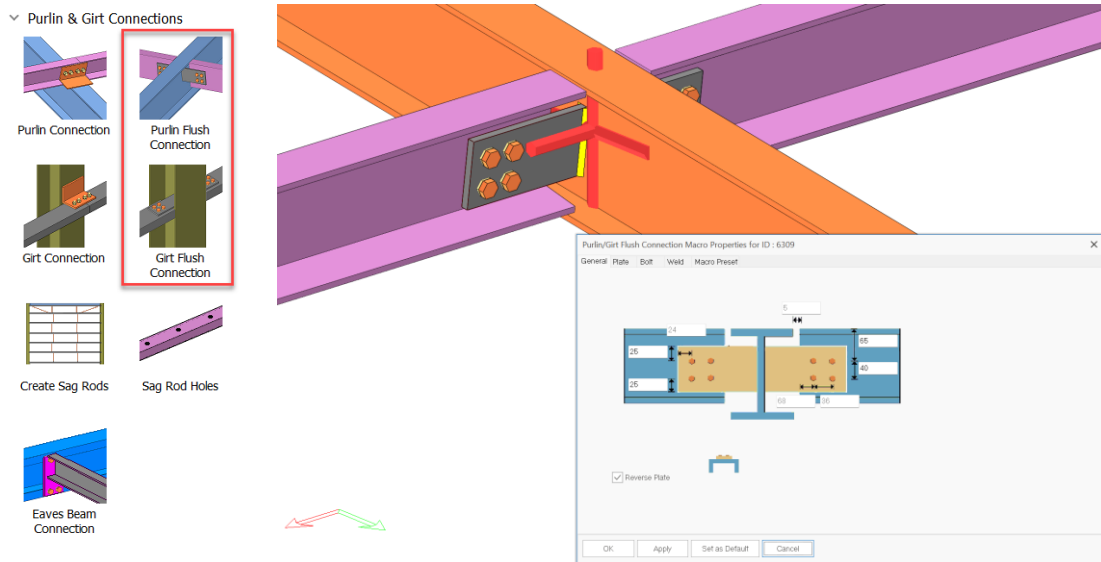 Purlin & Girt Connections
Purlin Connection
Purlin Flush
Connection
Girt Connection
Girt Flush
Connection
Create Sag Rods
Sag Rod Holes
Eaves Beam
Connection
Purlin/Girt Flush Connection Macro Properties for ID : 6309
General Plate Bolt Weld Macro Preset
5
24
65
25
40
25
68 36
Reverse Plate
OK Apply Set as Default Cancel